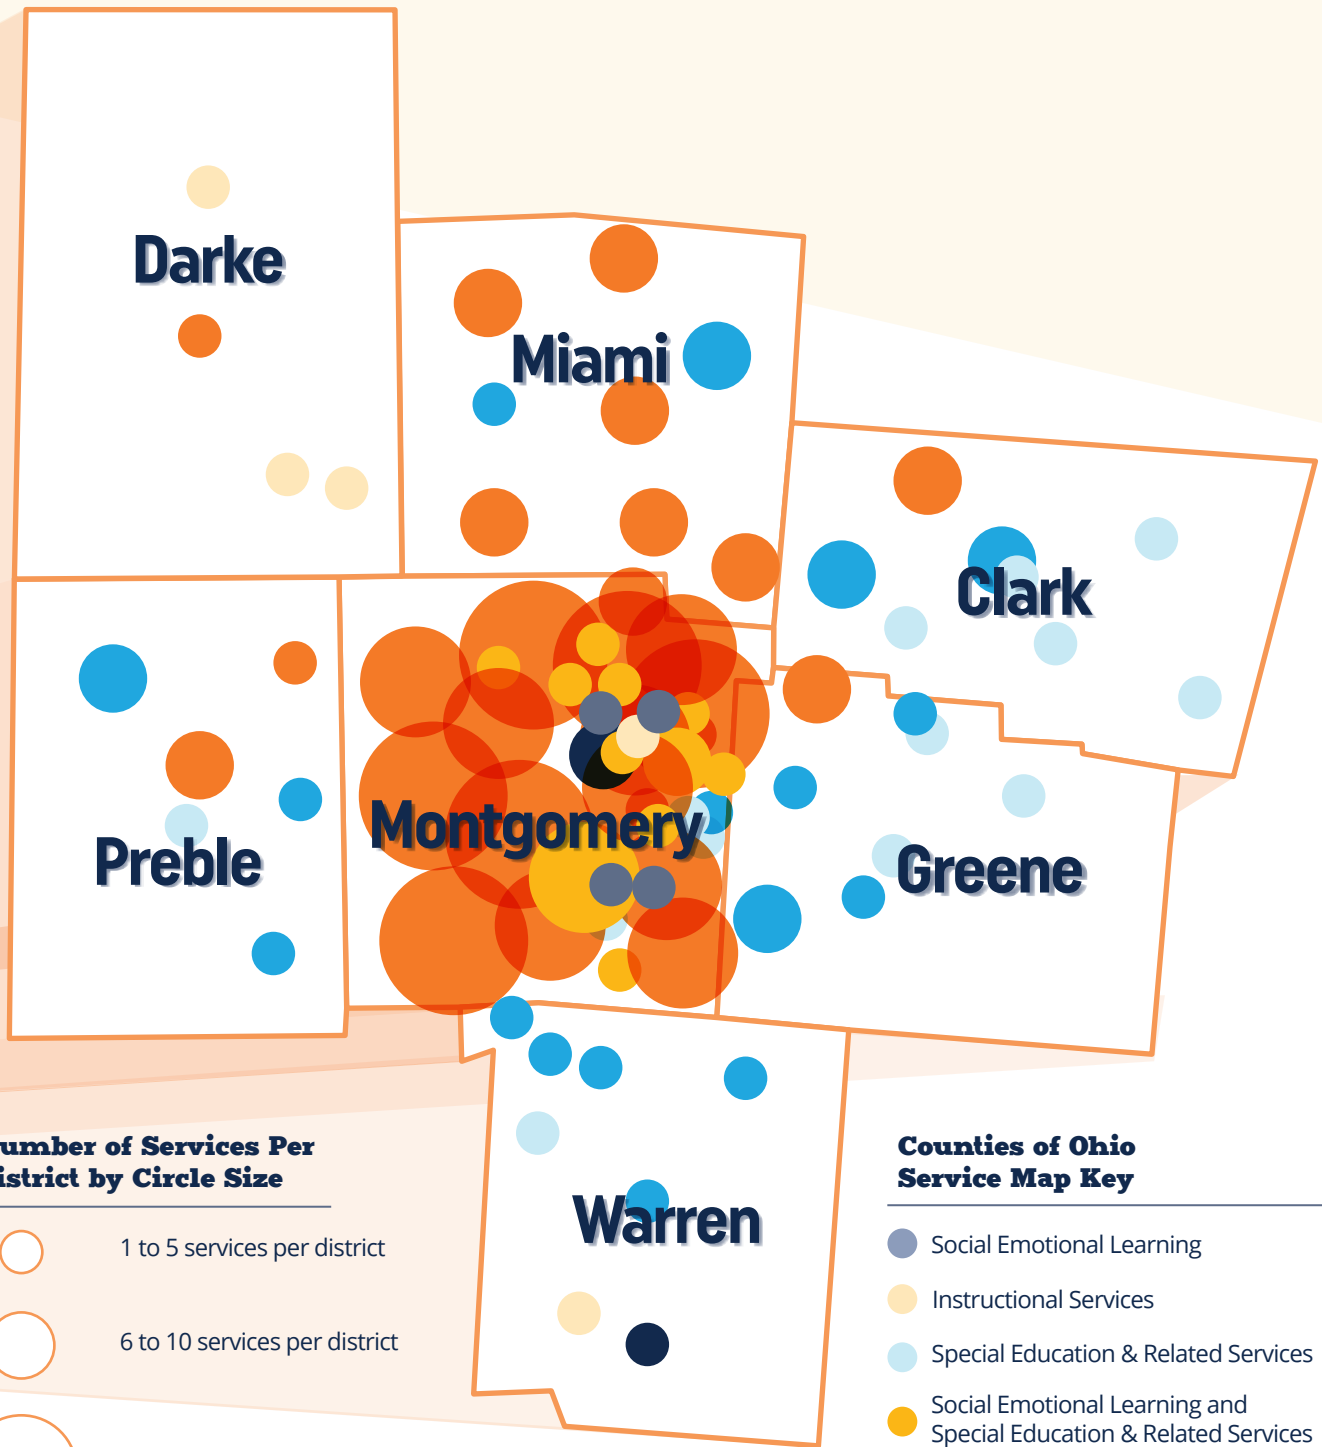 Darke
Miami
Clark
Montgomery
Preble
Greene
Warren
umber of Services Per
istrict by Circle Size
1 to 5 services per district
6 to 10 services per district
Counties of Ohio
Service Map Key
Social Emotional Learning
Instructional Services
Special Education & Related Services
Social Emotional Learning and
Special Education & Related Services